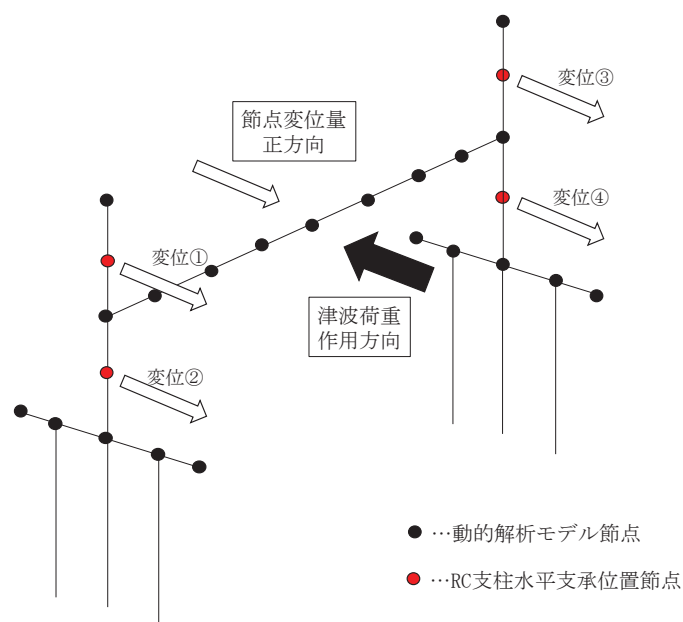 変位③
節点変位量
正方向
変位④
変位①
津波荷重
作用方向
変位②
…動的解析モデル節点
…RC支柱水平支承位置節点